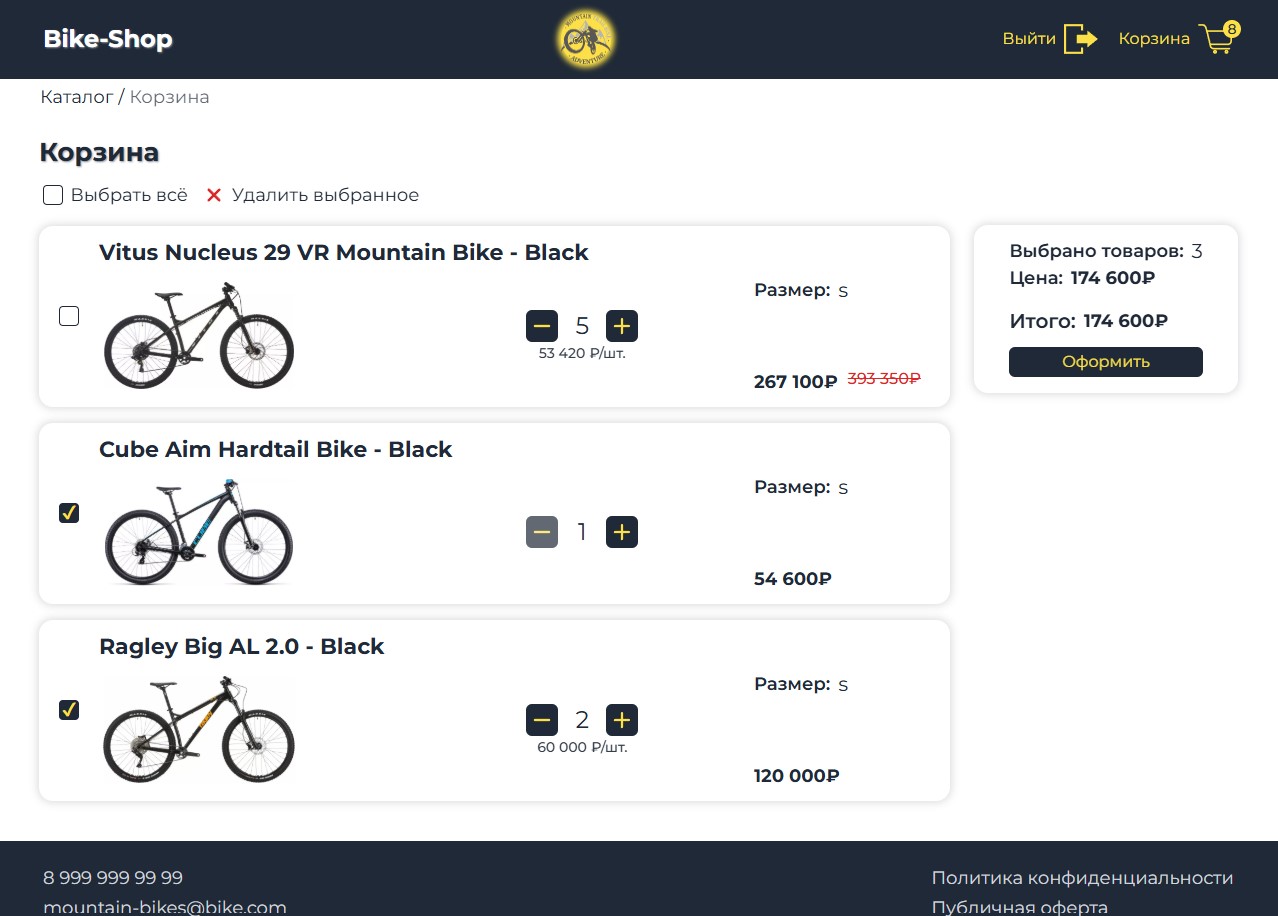 Bike-Shop
MOUNTAIN
ADVENTURE
Выйти
Корзина
8
Каталог / Корзина
Корзина
Выбрать всё
Удалить выбранное
Vitus Nucleus 29 VR Mountain Bike - Black
5
53 420 ₽/шт.
Размер: s
267 100₽ 393 350₽
Cube Aim Hardtail Bike - Black
1
Размер: s
54 600₽
Ragley Big AL 2.0 - Black
2
60 000 ₽/шт.
Размер: s
120 000₽
Выбрано товаров: 3
Цена: 174 600₽
Итого: 174 600₽
Оформить
8 999 999 99 99
mountain-bikes@bike.com
Политика конфиденциальности
Публичная оферта